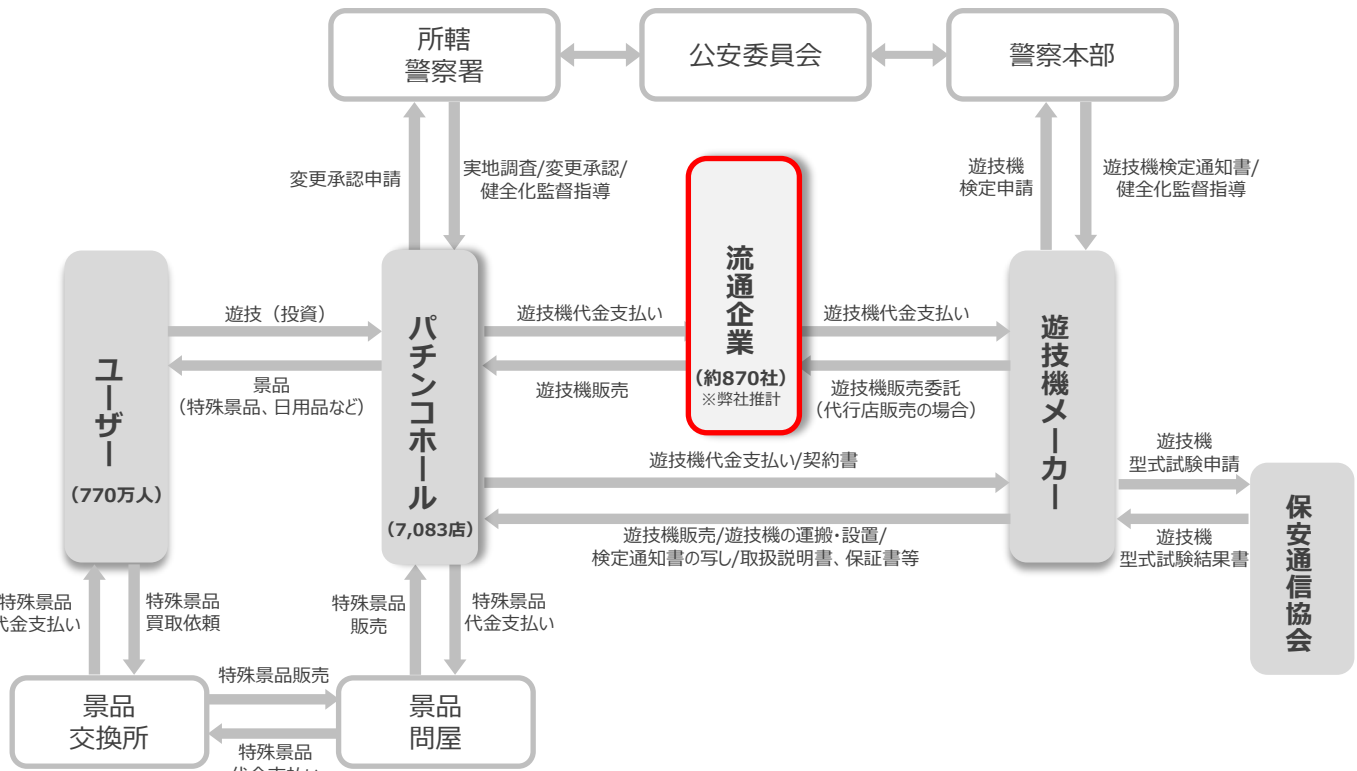 所轄
警察署
公安委員会
警察本部
変更承認申請
実地調査/変更承認/
健全化監督指導
遊技機
検定申請
遊技機検定通知書/
健全化監督指導
ユーザー
(770万人)
遊技（投資）
景品
（特殊景品、日用品など）
パチンコホール
(7,083店)
遊技機代金支払い
遊技機販売
流通企業
(約870社)
※弊社推計
遊技機代金支払い
遊技機販売委託
（代行店販売の場合）
遊技機メーカー
遊技機代金支払い/契約書
遊技機販売/遊技機の運搬・設置/
検定通知書の写し/取扱説明書、保証書等
遊技機
型式試験申請
遊技機
型式試験結果書
保安通信協会
特殊景品
代金支払い
特殊景品
買取依頼
特殊景品
販売
特殊景品
代金支払い
景品
交換所
特殊景品販売
特殊景品
代金支払い
景品
問屋